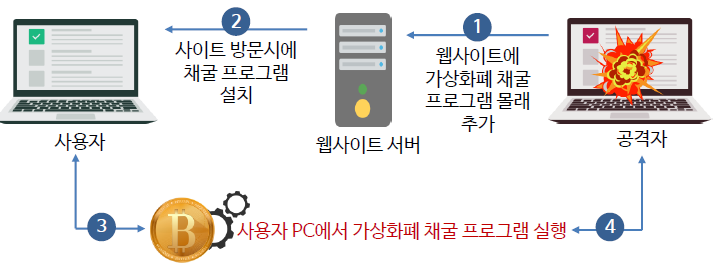 1
웹사이트에
가상화폐 채굴
프로그램 몰래
추가
2
사이트 방문시에
채굴 프로그램
설치
사용자
웹사이트 서버
공격자
3
사용자 PC에서 가상화폐 채굴 프로그램 실행
4